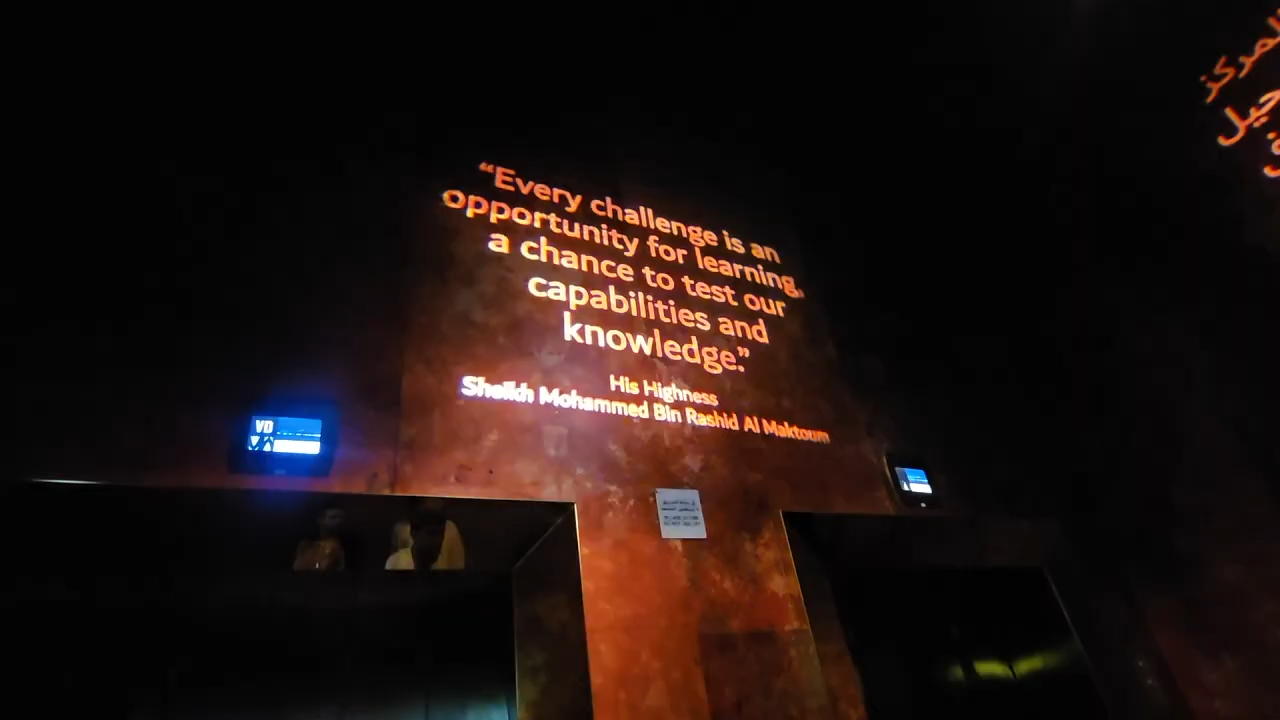 “Every challenge is an
opportunity for learning,
a chance to test our
capabilities and
knowledge.”
His Highness
Sheikh Mohammed Bin Rashid Al Maktoum
VD